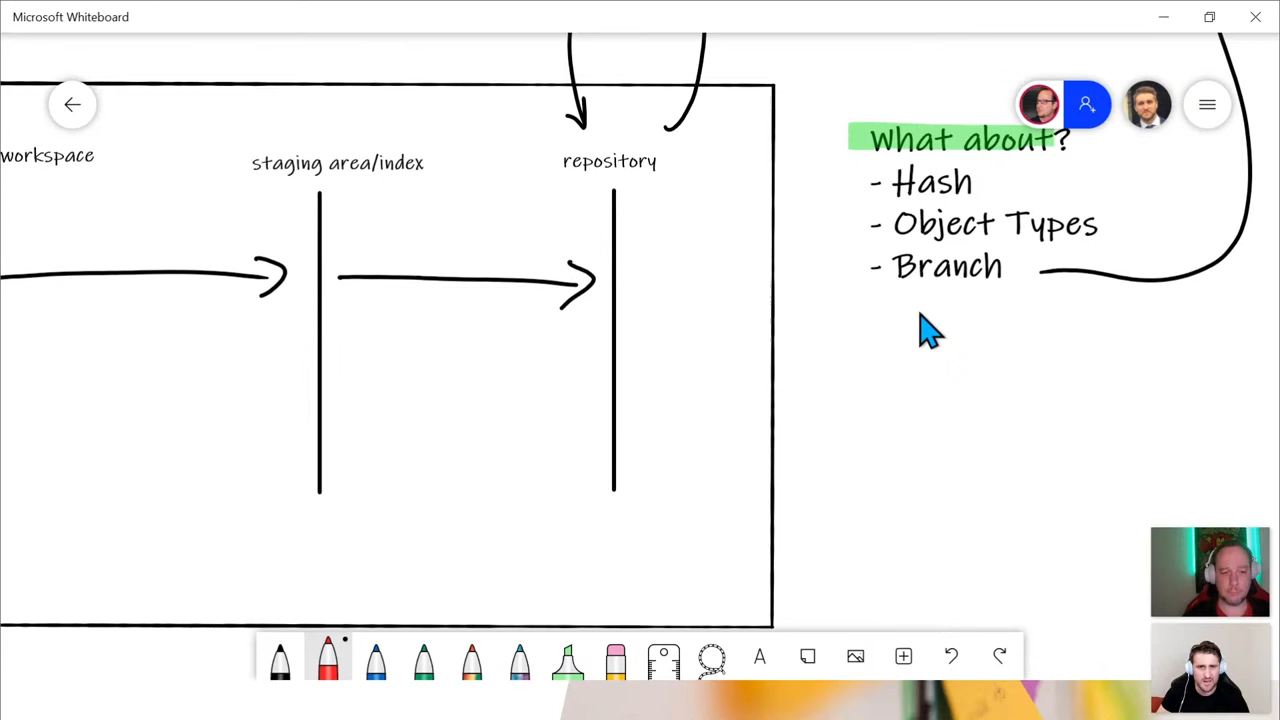 Microsoft Whiteboard
workspace
staging area/index
repository
What about?
- Hash
- Object Types
- Branch
A